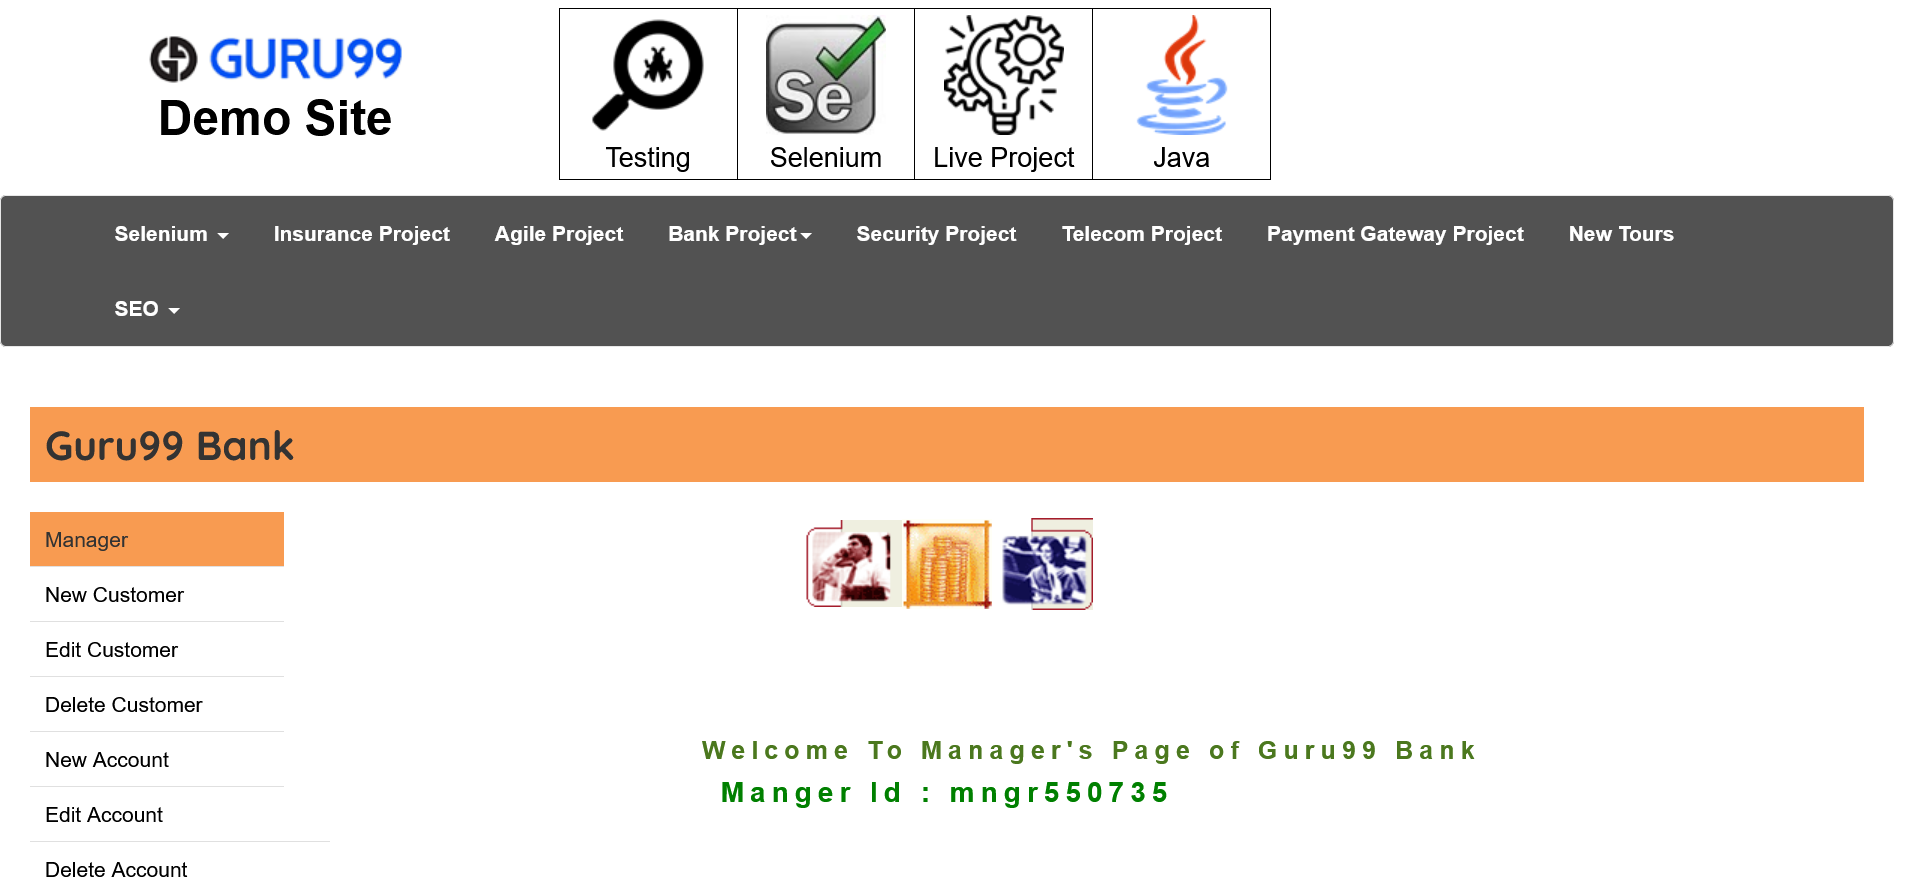 GURU99
Demo Site
Testing
Se
Selenium
Live Project
Java
Selenium
Insurance Project
Agile Project
Bank Project
Security Project
Telecom Project
Payment Gateway Project
New Tours
SEO
Guru99 Bank
Manager
New Customer
Edit Customer
Delete Customer
New Account
Edit Account
Delete Account
Welcome To Manager's Page of Guru99 Bank
Manger Id : mngr550735